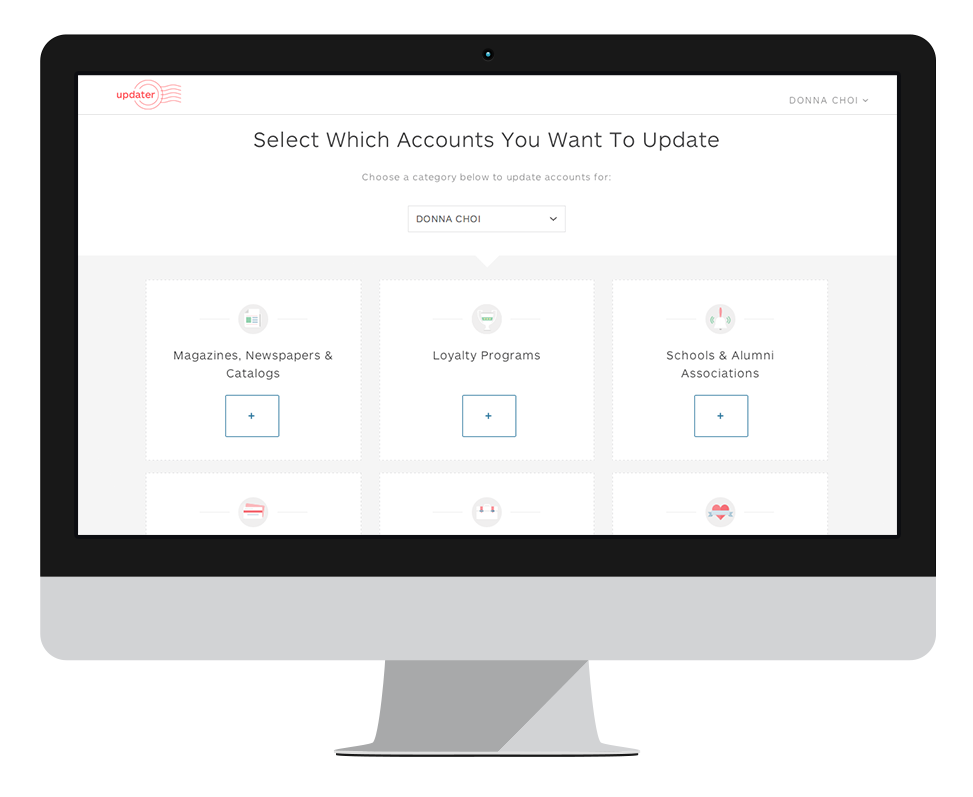 updater
DONNA CHOI
Select Which Accounts You Want To Update
Choose a category below to update accounts for:
DONNA CHOI
Magazines, Newspapers &
Catalogs
+
Loyalty Programs
+
Schools & Alumni
Associations
+